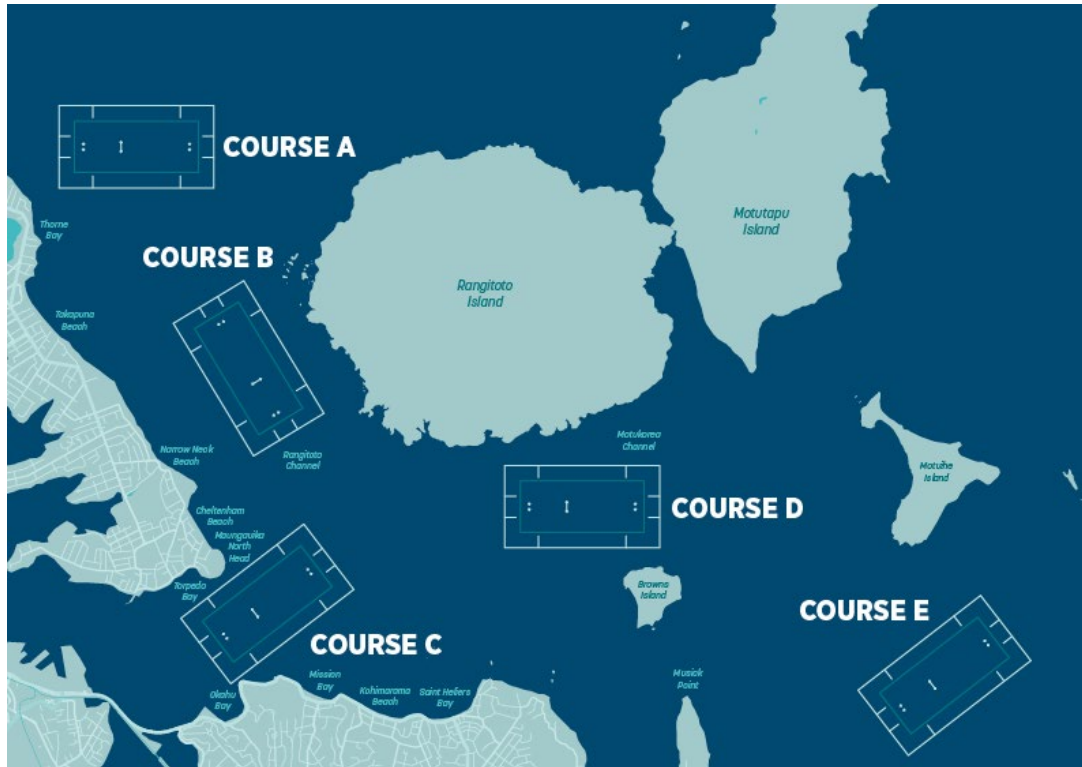 COURSE A
Thorne
Bay
Motutapu
Island
COURSE B
Rangitoto
Island
Takapuna
Beach
Narrow Neck
Beach
Rangitoto
Channel
Motukorea
Channel
Motuihe
Island
Cheltenham
Beach
COURSE D
Maungauika
North
Head
Torpedo
Bay
Browns
Island
COURSE E
COURSE C
Mission
Bay
Okahu
Bay
Kohimarama
Beach
Saint Heliers
Bay
Musick
Point